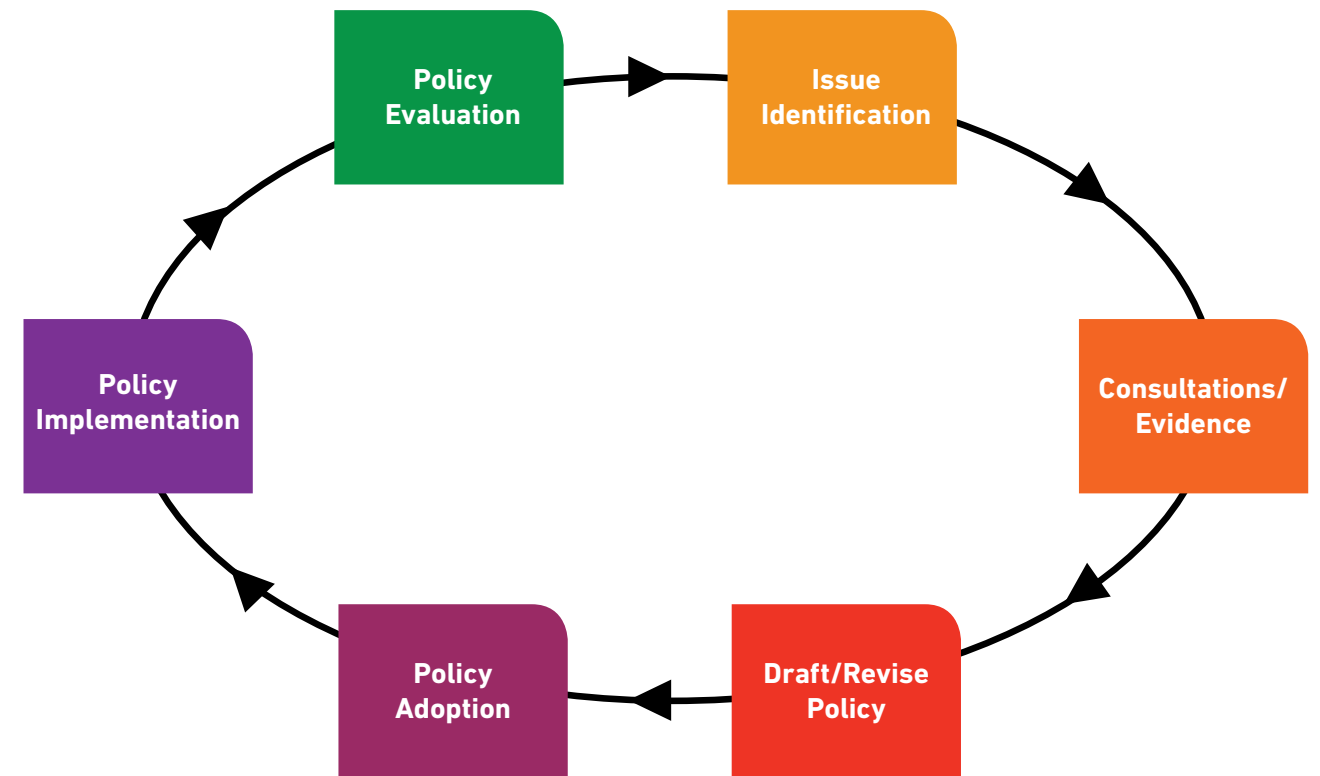 Policy
Evaluation
Issue
Identification
Consultations/
Evidence
Draft/Revise
Policy
Policy
Adoption
Policy
Implementation